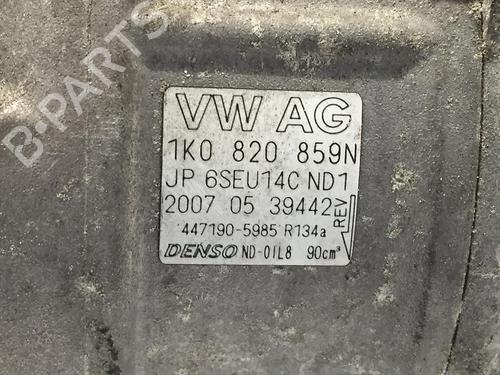 VW AG
1K0 820 859N
JP 6SEU14C ND1
2007 05 39442
REV
447190-5985 R134a
DENSO ND-OIL8 90cm³
B-PARTS